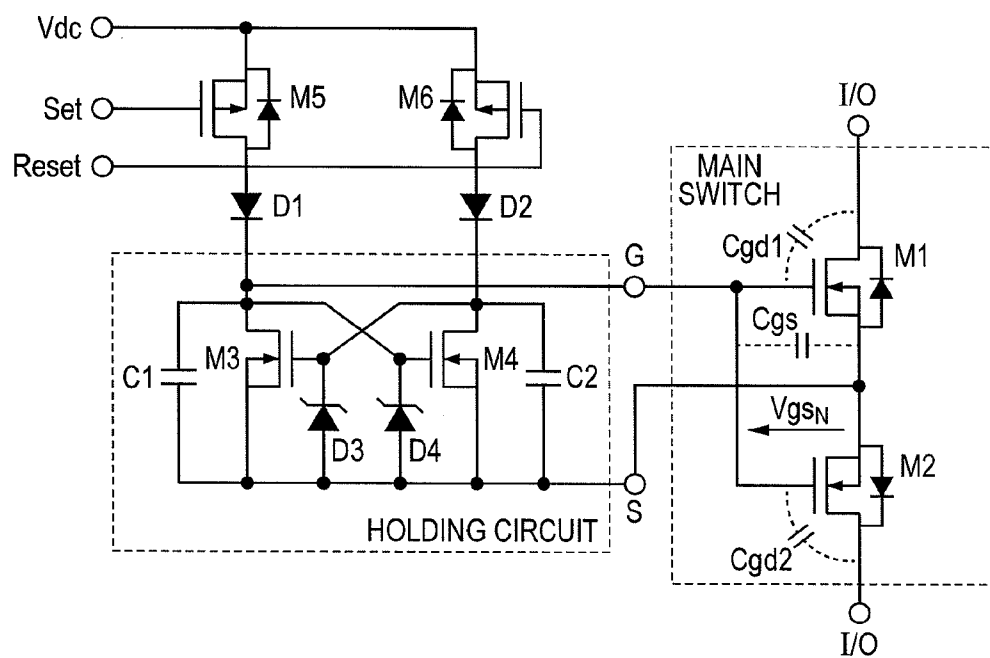 Vdc
Set
Reset
M5
M6
D1
D2
I/O
MAIN
SWITCH
Cgd1
M1
G
Cgs
M3
M4
C1
C2
D3
D4
VgsN
S
M2
HOLDING CIRCUIT
Cgd2
I/O